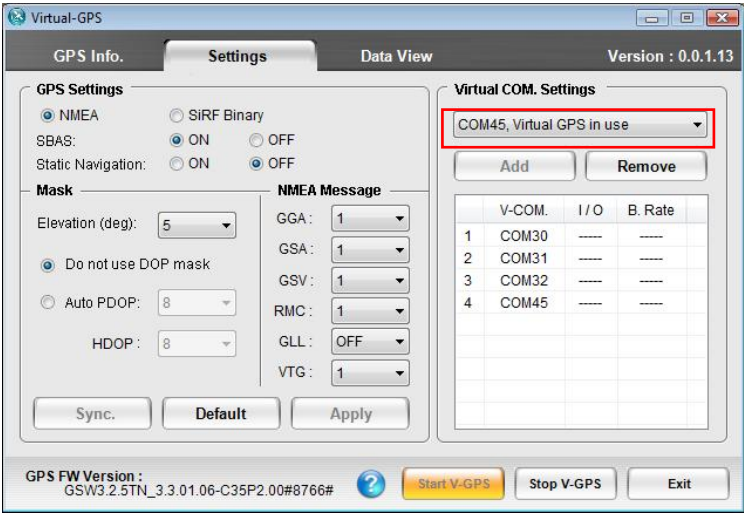 Virtual-GPS
GPS Info. Settings Data View Version : 0.0.1.13
GPS Settings
NMEA SiRF Binary
SBAS: ON OFF
Static Navigation: ON OFF
Mask
Elevation (deg): 5
Do not use DOP mask
Auto PDOP: 8
HDOP : 8
NMEA Message
GGA : 1
GSA : 1
GSV : 1
RMC : 1
GLL : OFF
VTG : 1
Sync. Default Apply
Virtual COM. Settings
COM45, Virtual GPS in use
Add Remove
V-COM. I / O B. Rate
1 COM30 ----- -----
2 COM31 ----- -----
3 COM32 ----- -----
4 COM45 ----- -----
GPS FW Version :
GSW3.2.5TN_3.3.01.06-C35P2.00#8766#
? Start V-GPS Stop V-GPS Exit